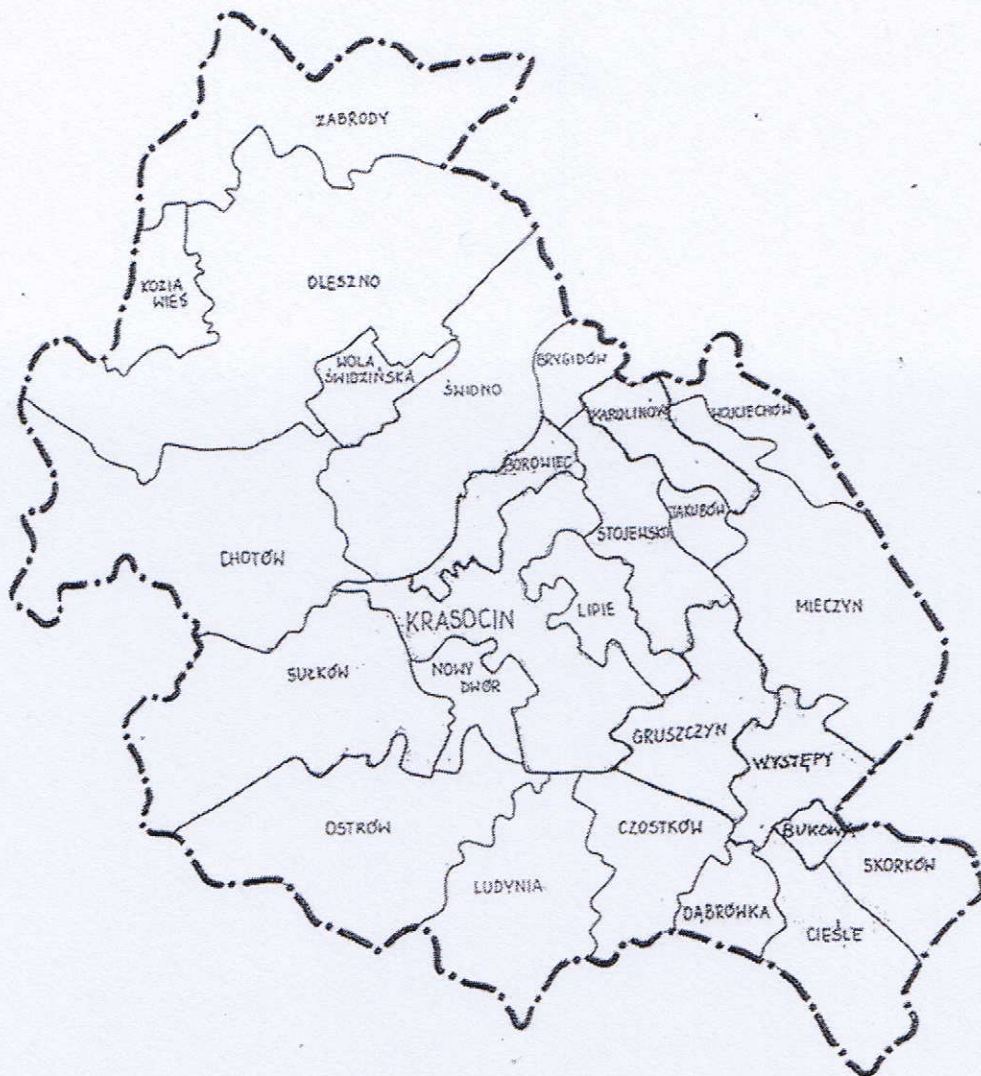 ZABRODY
KOZIA
WIEŚ
OLESZNO
WOLA
ŚWIDZIŃSKA
ŚWIDNO
BRYGIDÓW
KAROLINÓW
WOJCIECHÓW
BOROWIEC
JAKUBÓW
STOJEWSKO
CHOTÓW
MIECZYN
LIPIE
KRASOCIN
SUŁKÓW
NOWY
DWÓR
GRUSZCZYN
WYSTĘPY
OSTRÓW
CZOSTKÓW
BUKOWA
SKORKÓW
LUDYNIA
DĄBRÓWKA
CIEŚLE